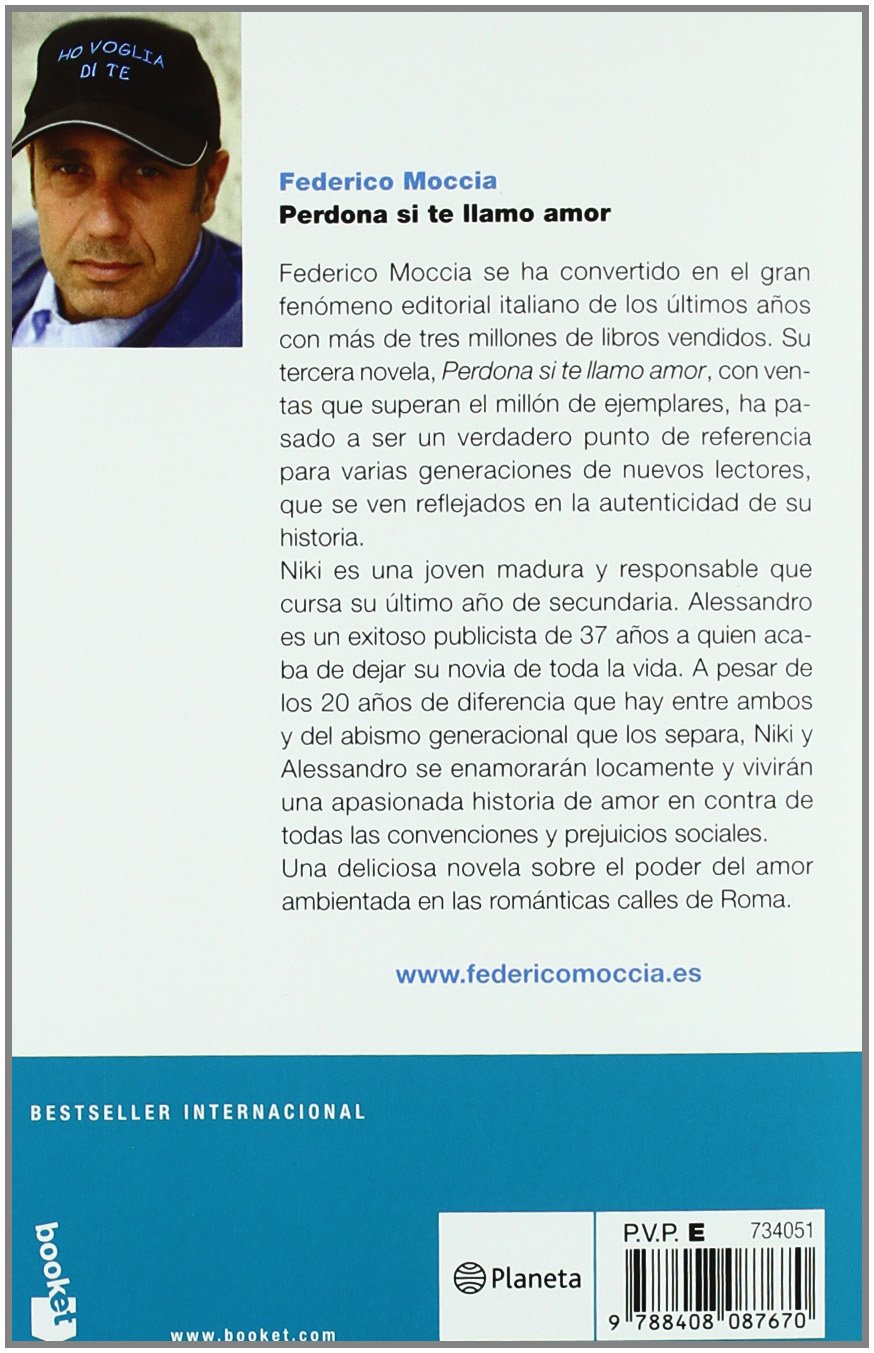 HO VOGLIA
DI TE
Federico Moccia
Perdona si te llamo amor
Federico Moccia se ha convertido en el gran
fenómeno editorial italiano de los últimos años
con más de tres millones de libros vendidos. Su
tercera novela, Perdona si te llamo amor, con ven-
tas que superan el millón de ejemplares, ha pa-
sado a ser un verdadero punto de referencia
para varias generaciones de nuevos lectores,
que se ven reflejados en la autenticidad de su
historia.
Niki es una joven madura y responsable que
cursa su último año de secundaria. Alessandro
es un exitoso publicista de 37 años a quien aca-
ba de dejar su novia de toda la vida. A pesar de
los 20 años de diferencia que hay entre ambos
y del abismo generacional que los separa, Niki y
Alessandro se enamorarán locamente y vivirán
una apasionada historia de amor en contra de
todas las convenciones y prejuicios sociales.
Una deliciosa novela sobre el poder del amor
ambientada en las románticas calles de Roma.
www.federicomoccia.es
BESTSELLER INTERNACIONAL
booket
www.booket.com
Planeta
P.V.P. E 734051
9 788408 087670